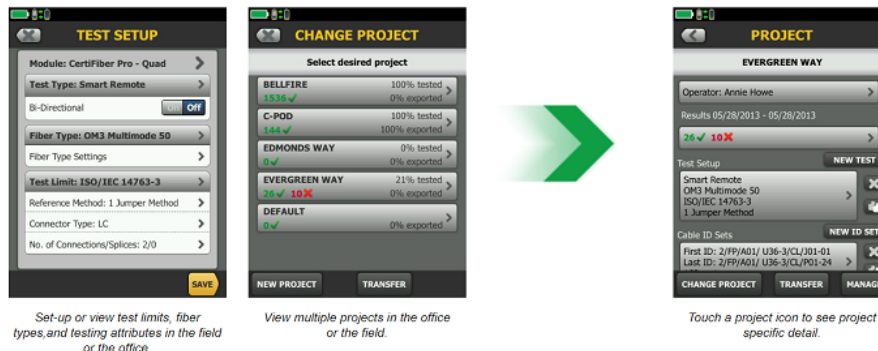 TEST SETUP
Module: CertiFiber Pro - Quad
Test Type: Smart Remote
Bi-Directional
On Off
Fiber Type: OM3 Multimode 50
Fiber Type Settings
Test Limit: ISO/IEC 14763-3
Reference Method: 1 Jumper Method
Connector Type: LC
No. of Connections/Splices: 2/0
SAVE
Set-up or view test limits, fiber
types,and testing attributes in the field
or the office
CHANGE PROJECT
Select desired project
BELLFIRE 100% tested
1536 ✓ 0% exported
C-POD 100% tested
144 ✓ 100% exported
EDMONDS WAY 0% tested
0 ✓ 0% exported
EVERGREEN WAY 21% tested
26 ✓ 10 ✗ 0% exported
DEFAULT
0 ✓ 0% exported
NEW PROJECT TRANSFER
View multiple projects in the office
or the field.
PROJECT
EVERGREEN WAY
Operator: Annie Howe
Results 05/28/2013 - 05/28/2013
26 ✓ 10 ✗
Test Setup NEW TEST
Smart Remote
OM3 Multimode 50
ISO/IEC 14763-3
1 Jumper Method
Cable ID Sets NEW ID SET
First ID: 2/FP/A01/ U36-3/CL/J01-01
Last ID: 2/FP/A01/ U36-3/CL/P01-24
CHANGE PROJECT TRANSFER MANAG
Touch a project icon to see project
specific detail.